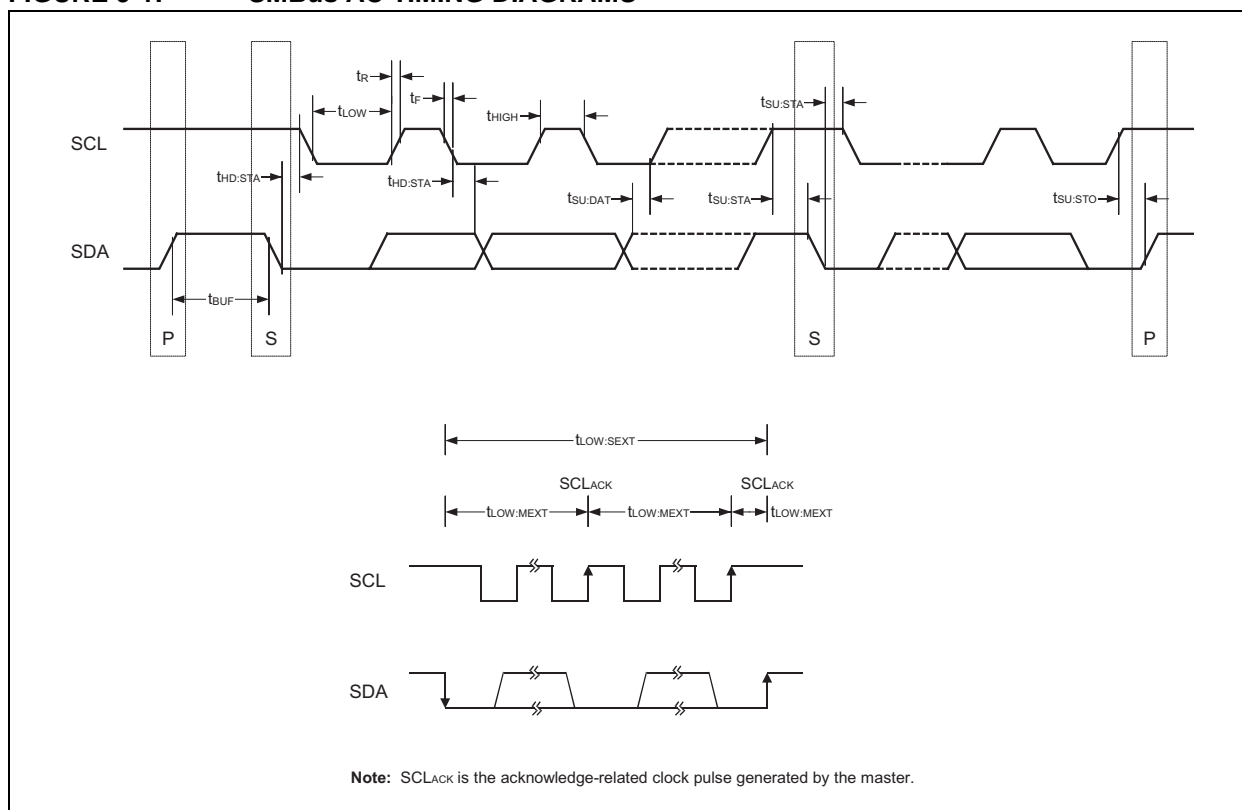 FIGURE SMBus AC TIMING DIAGRAMS
tR
tF
tLOW
tHIGH
tSU:STA
SCL
tHD:STA
tHD:STA
tSU:DAT
tSU:STA
tSU:STO
SDA
tBUF
P
S
S
P
tLOW:SEXT
SCLACK
SCLACK
tLOW:MEXT
tLOW:MEXT
tLOW:MEXT
SCL
SDA
Note: SCLACK is the acknowledge-related clock pulse generated by the master.